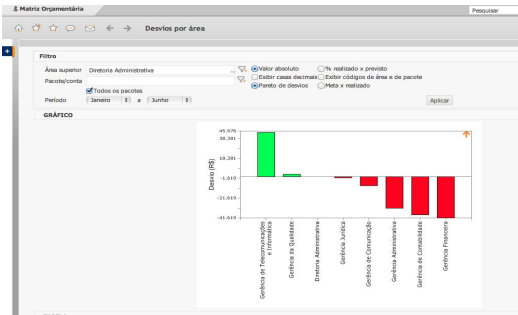 Matriz Orçamentária
Pesquisar
Desvios por área
Filtro
Área superior Diretoria Administrativa ... Valor absoluto % realizado x previsto
Exibir casas decimais Exibir códigos de área e de pacote
Pacote/conta Pareto de desvios Meta x realizado
Todos os pacotes
Período Janeiro a Junho Aplicar
GRÁFICO
45.976
38.381
18.381
-1.619
-21.619
-41.619
Desvio (R$)
Gerência de Telecomunicações e Informática
Gerência da Qualidade
Diretoria Administrativa
Gerência Jurídica
Gerência de Comunicação
Gerência Administrativa
Gerência de Contabilidade
Gerência Financeira